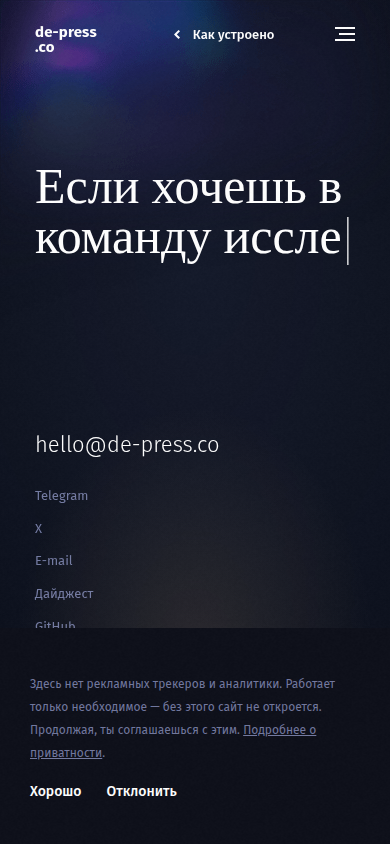 de-press
.co
Как устроено
Если хочешь в
команду иссле
hello@de-press.co
Telegram
X
E-mail
Дайджест
GitHub
Здесь нет рекламных трекеров и аналитики. Работает
только необходимое — без этого сайт не откроется.
Продолжая, ты соглашаешься с этим. Подробнее о
приватности.
Хорошо Отклонить